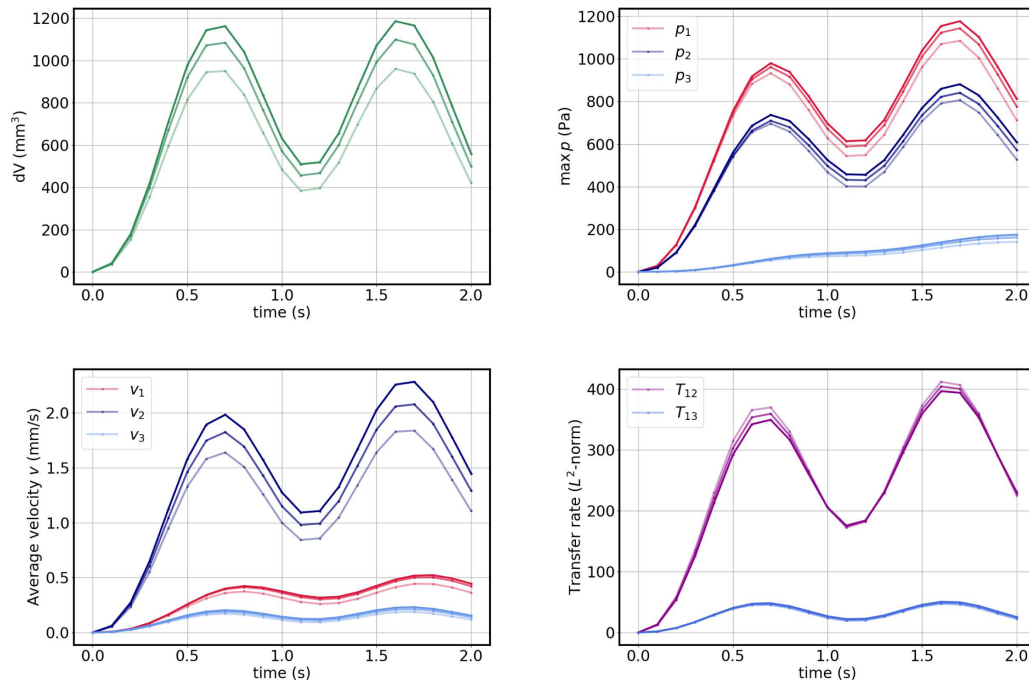 1200
1000
800
600
400
200
0
dV (mm³)
0.0 0.5 1.0 1.5 2.0
time (s)
1200
1000
800
600
400
200
0
max p (Pa)
p₁
p₂
p₃
0.0 0.5 1.0 1.5 2.0
time (s)
2.0
1.5
1.0
0.5
0.0
Average velocity v (mm/s)
v₁
v₂
v₃
0.0 0.5 1.0 1.5 2.0
time (s)
400
300
200
100
0
Transfer rate (L²-norm)
T₁₂
T₁₃
0.0 0.5 1.0 1.5 2.0
time (s)